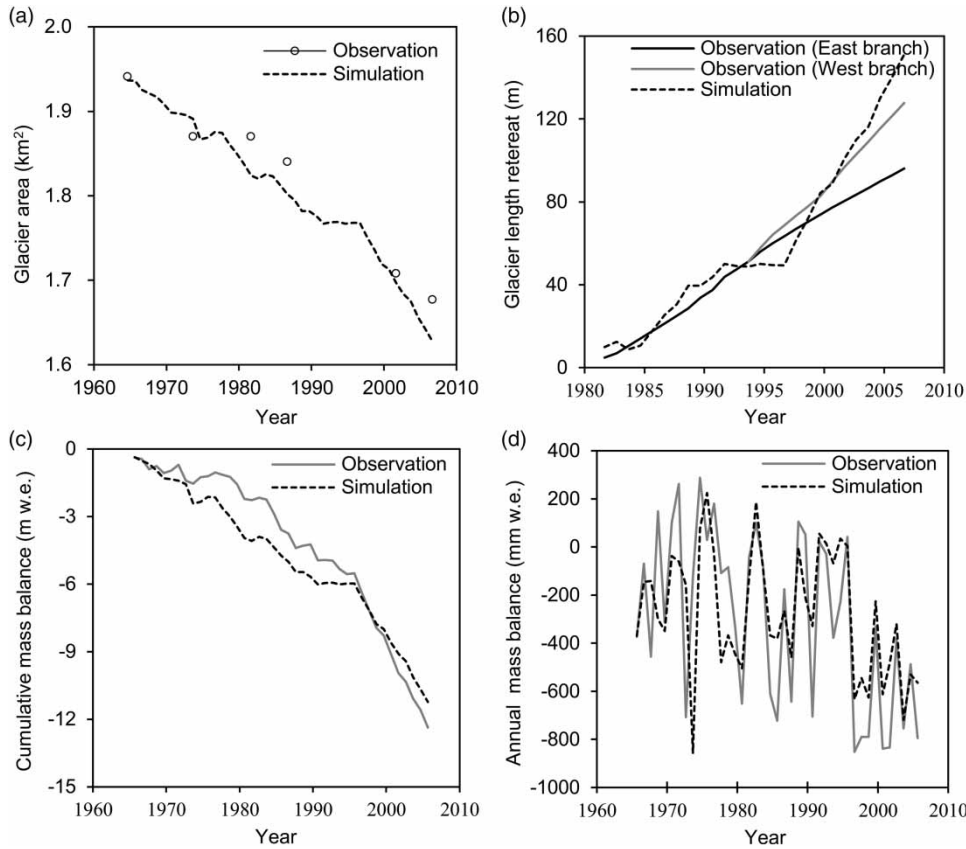 (a)
2.0
1.9
1.8
1.7
1.6
Glacier area (km²)
Observation
Simulation
1960 1970 1980 1990 2000 2010
Year
(b)
160
120
80
40
0
Glacier length retereat (m)
Observation (East branch)
Observation (West branch)
Simulation
1980 1985 1990 1995 2000 2005 2010
Year
(c)
0
-3
-6
-9
-12
-15
Cumulative mass balance (m w.e.)
Observation
Simulation
1960 1970 1980 1990 2000 2010
Year
(d)
400
200
0
-200
-400
-600
-800
-1000
Annual mass balance (mm w.e.)
Observation
Simulation
1960 1970 1980 1990 2000 2010
Year